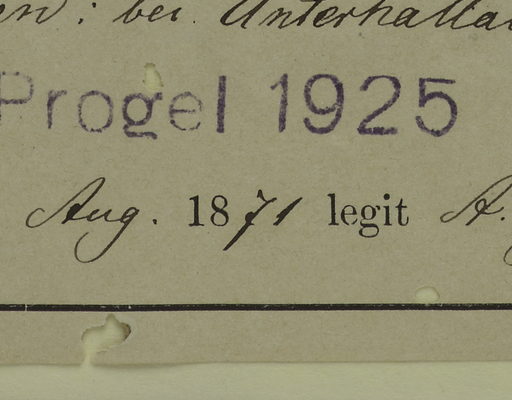 bei Unterhalla
Progel 1925
Aug. 1871 legit A.